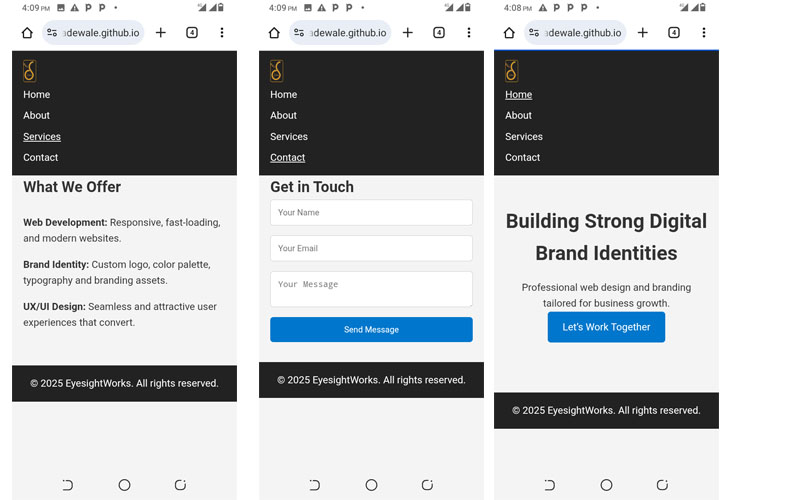 4:09 PM
adewale.github.io
4
Home
About
Services
Contact
What We Offer
Web Development: Responsive, fast-loading,
and modern websites.
Brand Identity: Custom logo, color palette,
typography and branding assets.
UX/UI Design: Seamless and attractive user
experiences that convert.
© 2025 EyesightWorks. All rights reserved.
4:09 PM
adewale.github.io
4
Home
About
Services
Contact
Get in Touch
Your Name
Your Email
Your Message
Send Message
© 2025 EyesightWorks. All rights reserved.
4:08 PM
adewale.github.io
4
Home
About
Services
Contact
Building Strong Digital
Brand Identities
Professional web design and branding
tailored for business growth.
Let's Work Together
© 2025 EyesightWorks. All rights reserved.